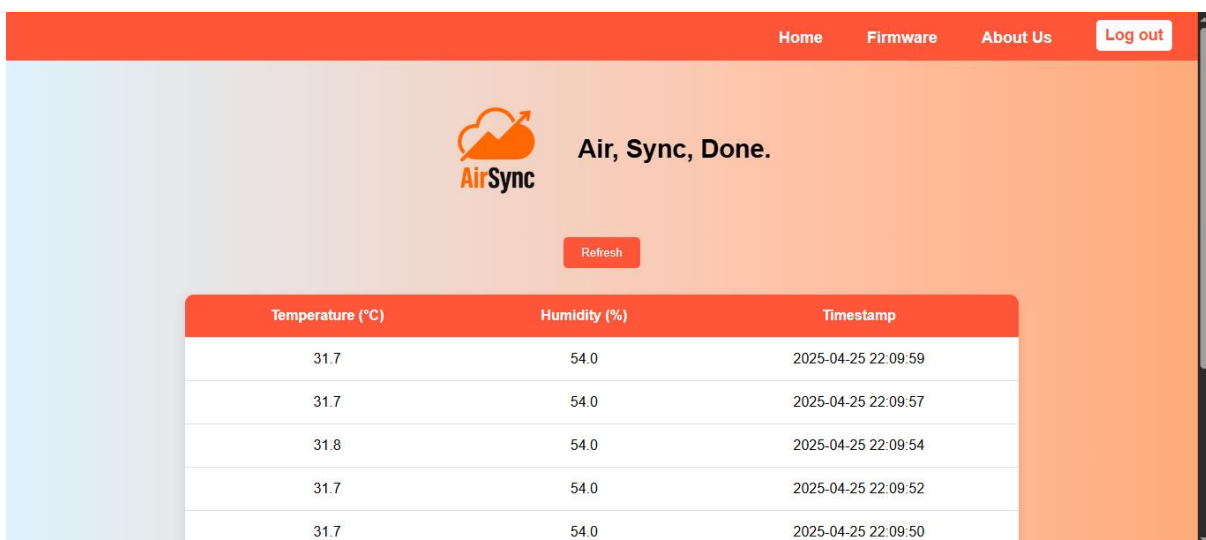 Home Firmware About Us Log out
Air, Sync, Done.
AirSync
Refresh
Temperature (°C) Humidity (%) Timestamp
31.7 54.0 2025-04-25 22:09:59
31.7 54.0 2025-04-25 22:09:57
31.8 54.0 2025-04-25 22:09:54
31.7 54.0 2025-04-25 22:09:52
31.7 54.0 2025-04-25 22:09:50